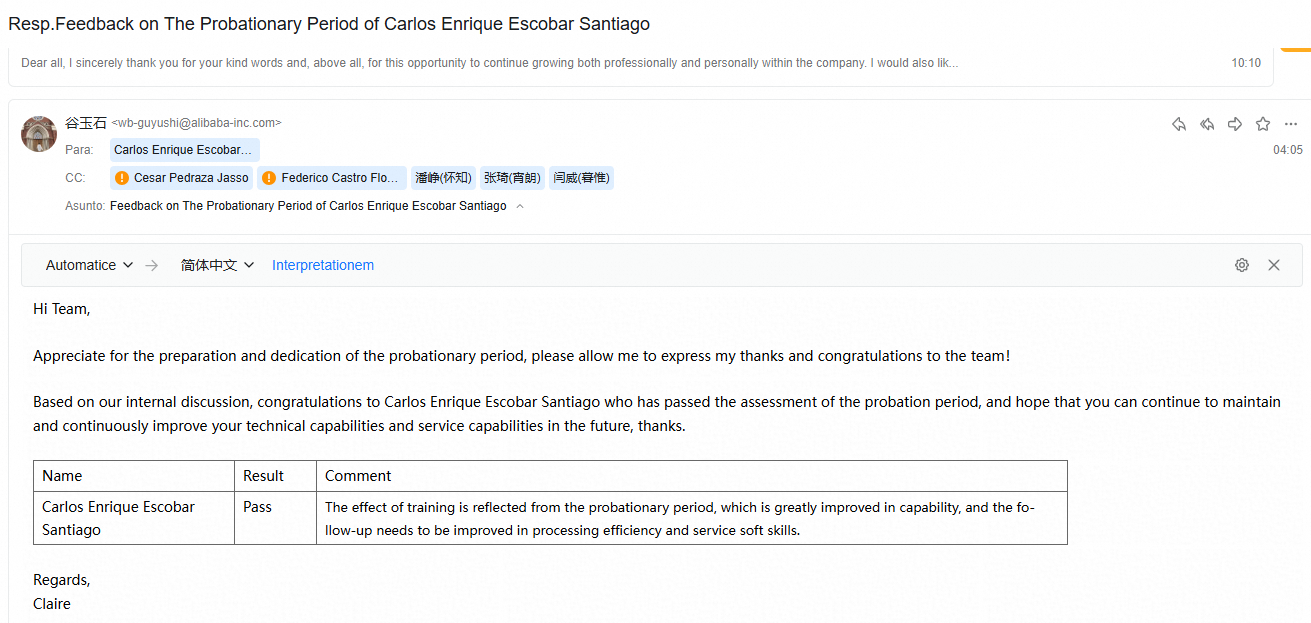 Resp.Feedback on The Probationary Period of Carlos Enrique Escobar Santiago
Dear all, I sincerely thank you for your kind words and, above all, for this opportunity to continue growing both professionally and personally within the company. I would also lik...
10:10
谷玉石 <wb-guyushi@alibaba-inc.com>
Para: Carlos Enrique Escobar...
04:05
CC: Cesar Pedraza Jasso Federico Castro Flo... 潘峥(怀知) 张琦(宵朗) 闫威(暮惟)
Asunto: Feedback on The Probationary Period of Carlos Enrique Escobar Santiago
Automatice 简体中文 Interpretationem
Hi Team,
Appreciate for the preparation and dedication of the probationary period, please allow me to express my thanks and congratulations to the team!
Based on our internal discussion, congratulations to Carlos Enrique Escobar Santiago who has passed the assessment of the probation period, and hope that you can continue to maintain
and continuously improve your technical capabilities and service capabilities in the future, thanks.
Name Result Comment
Carlos Enrique Escobar
Santiago
Pass
The effect of training is reflected from the probationary period, which is greatly improved in capability, and the fo-
llow-up needs to be improved in processing efficiency and service soft skills.
Regards,
Claire